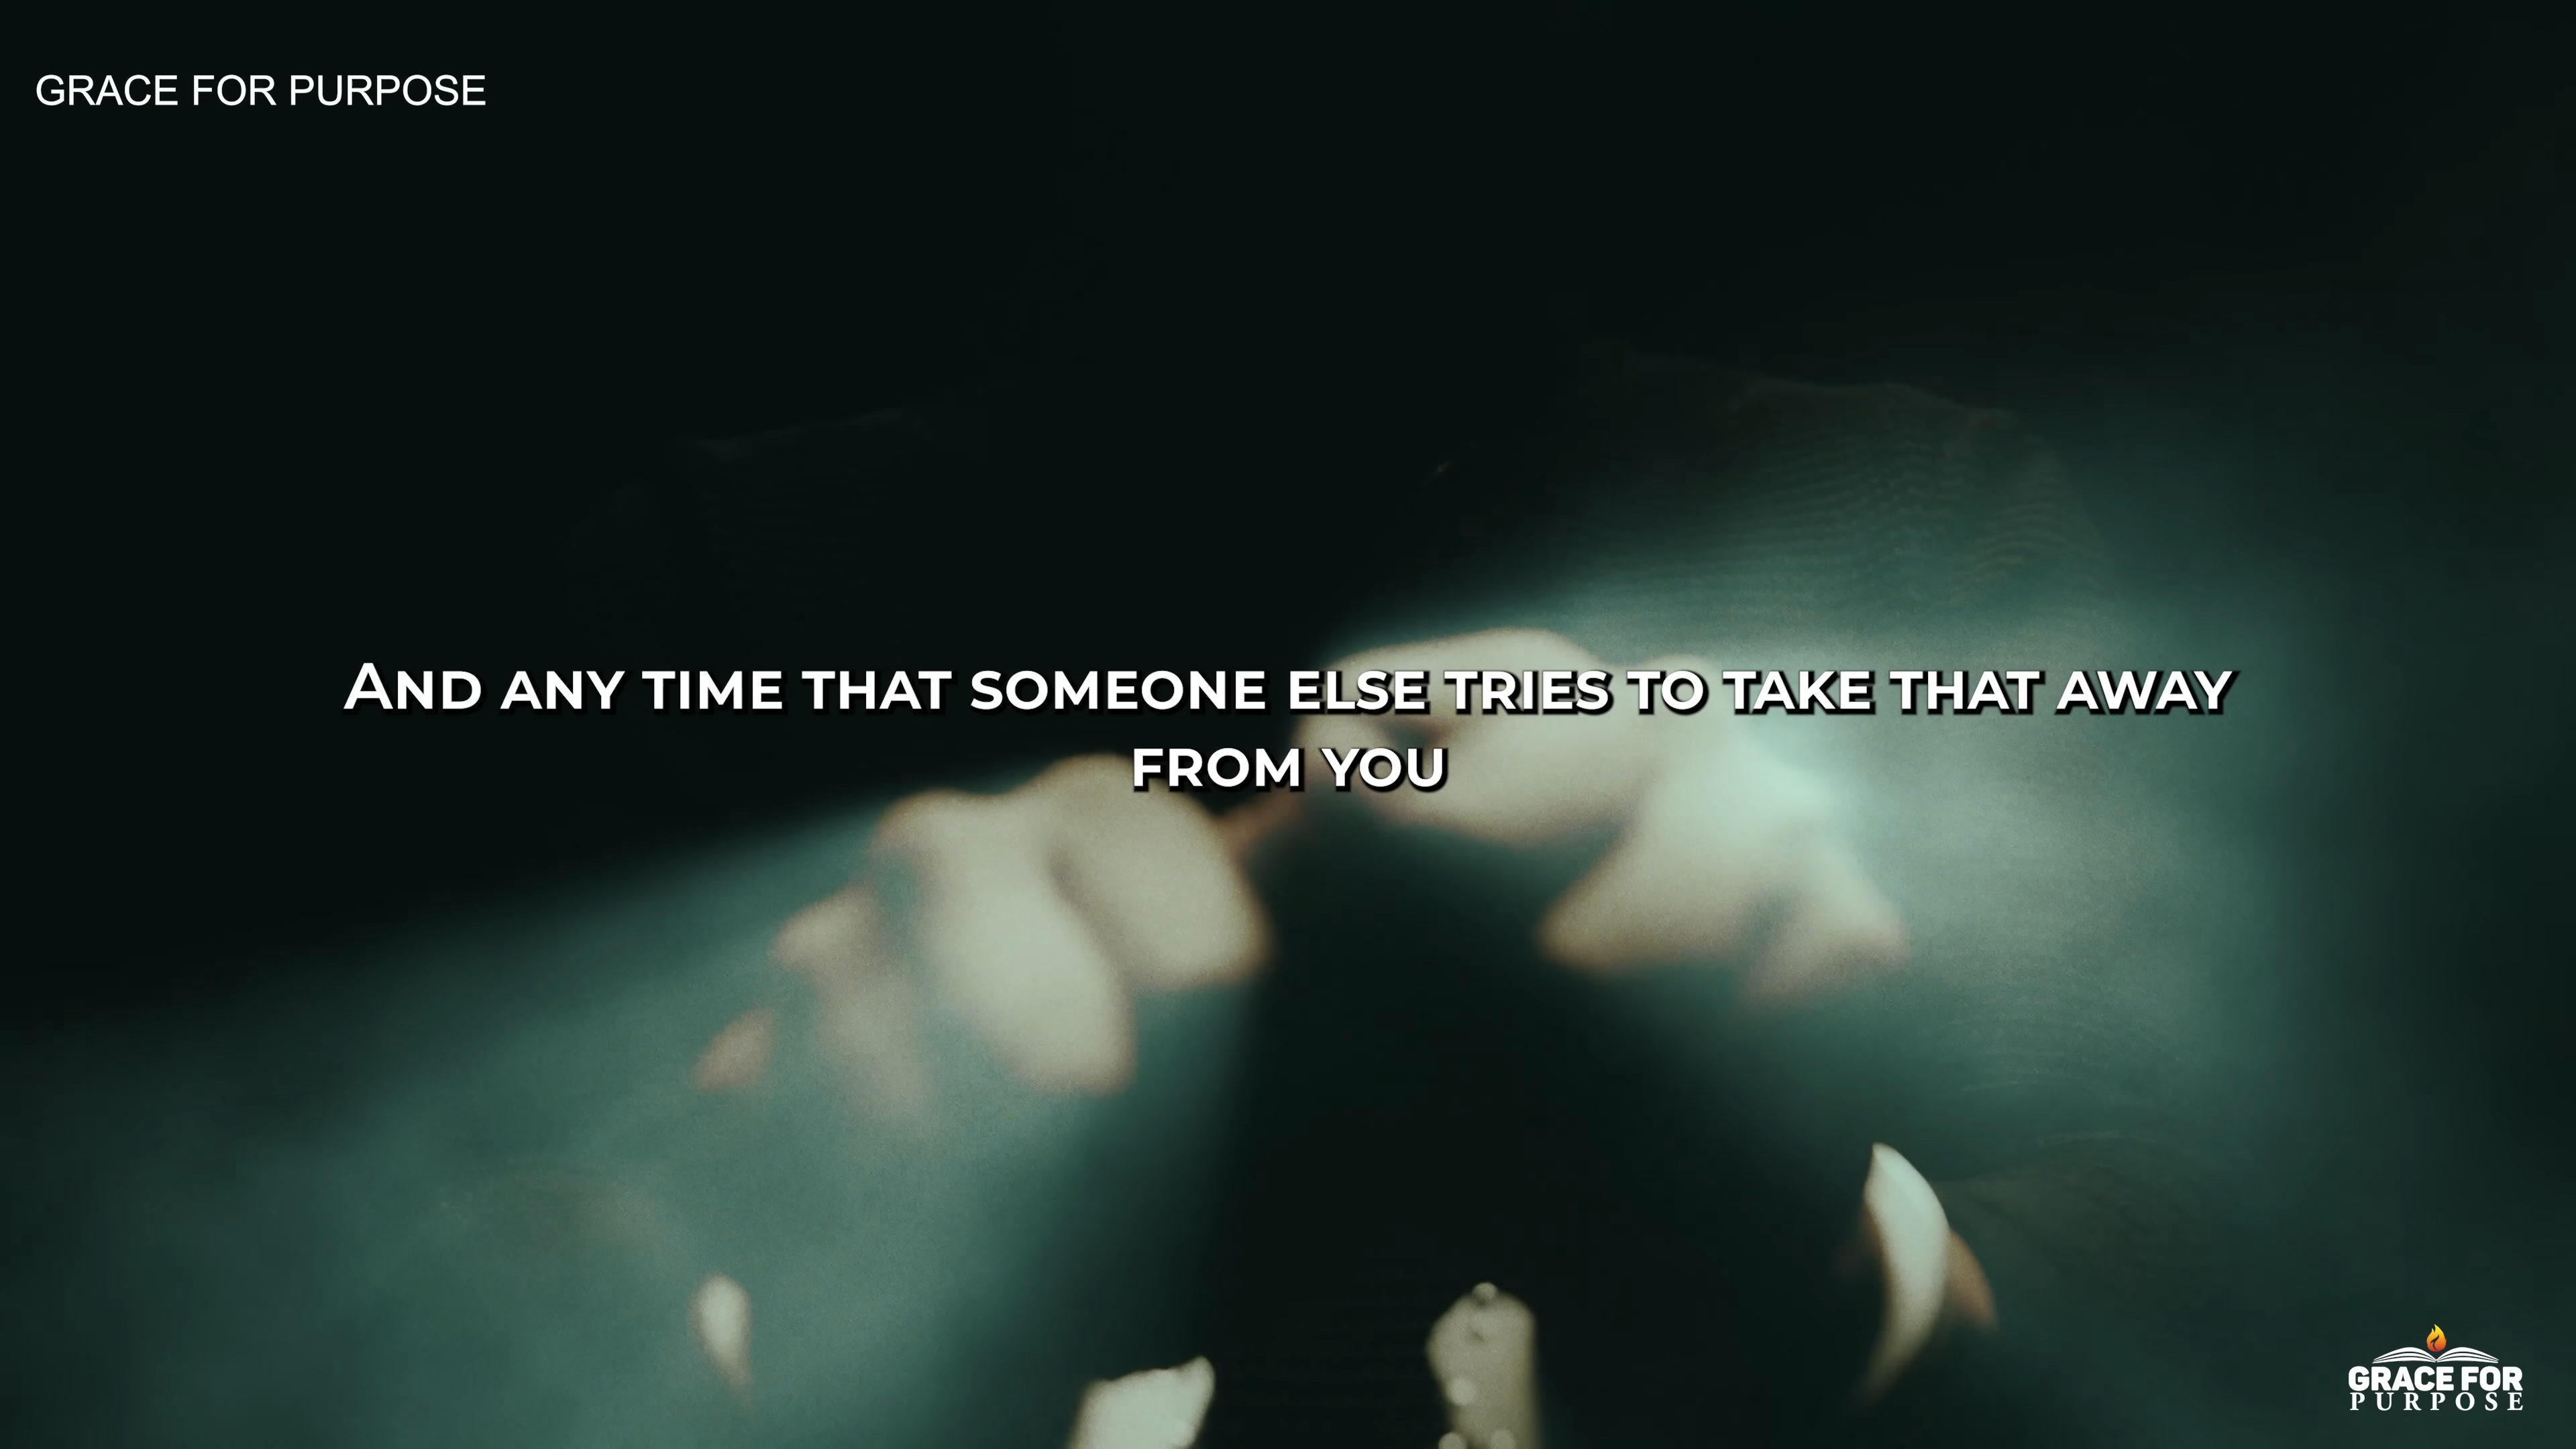 GRACE FOR PURPOSE
AND ANY TIME THAT SOMEONE ELSE TRIES TO TAKE THAT AWAY
FROM YOU
GRACE FOR
PURPOSE